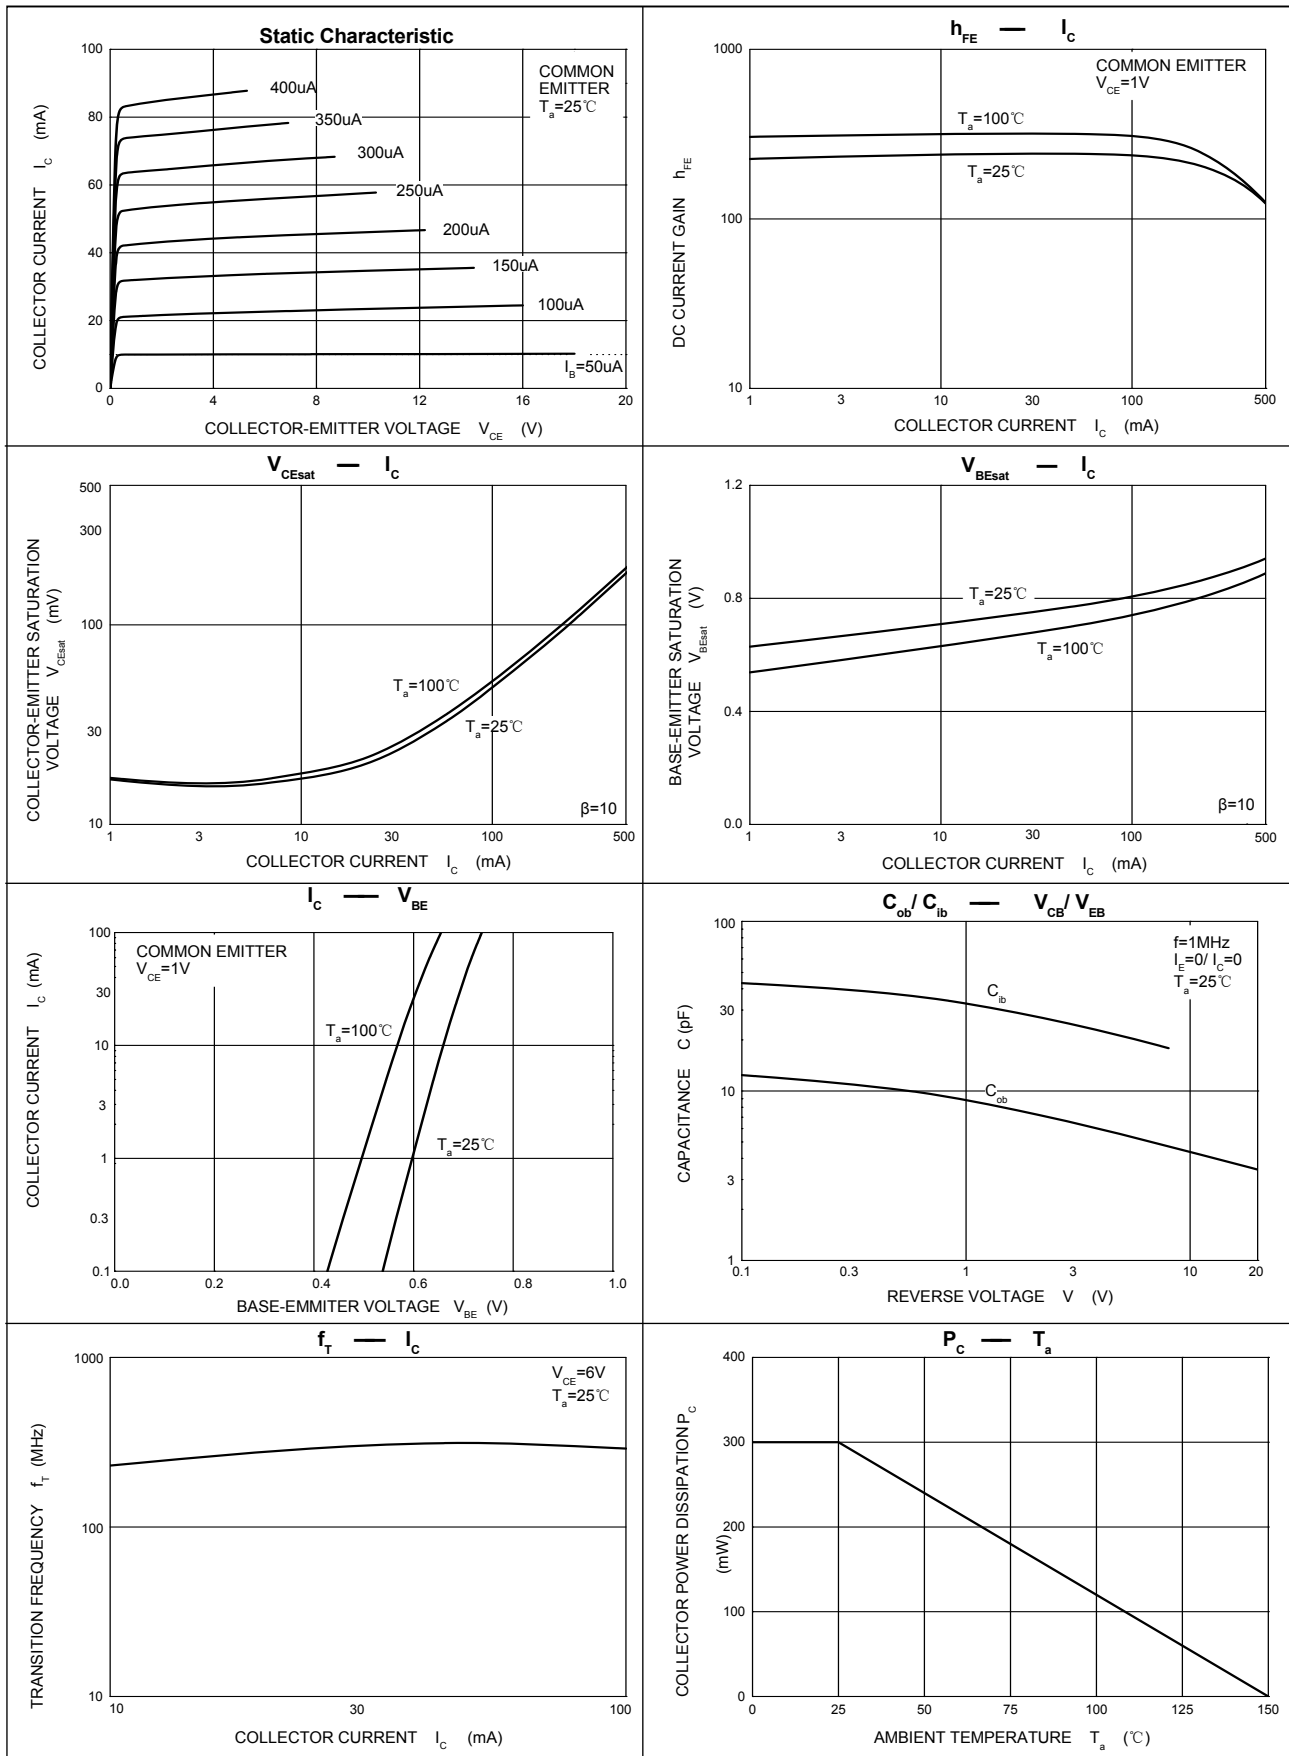 Static Characteristic
COMMON
EMITTER
Ta=25℃
400uA
350uA
300uA
250uA
200uA
150uA
100uA
IB=50uA
COLLECTOR CURRENT IC (mA)
100
80
60
40
20
0
0 4 8 12 16 20
COLLECTOR-EMITTER VOLTAGE VCE (V)
hFE — IC
COMMON EMITTER
VCE=1V
Ta=100℃
Ta=25℃
DC CURRENT GAIN hFE
1000
100
10
1 3 10 30 100 500
COLLECTOR CURRENT IC (mA)
VCEsat — IC
COLLECTOR-EMITTER SATURATION
VOLTAGE VCEsat (mV)
500
300
100
30
10
Ta=100℃
Ta=25℃
β=10
1 3 10 30 100 500
COLLECTOR CURRENT IC (mA)
VBEsat — IC
BASE-EMITTER SATURATION
VOLTAGE VBEsat (V)
1.2
0.8
0.4
0.0
Ta=25℃
Ta=100℃
β=10
1 3 10 30 100 500
COLLECTOR CURRENT IC (mA)
IC — VBE
COMMON EMITTER
VCE=1V
Ta=100℃
Ta=25℃
COLLECTOR CURRENT IC (mA)
100
30
10
3
1
0.3
0.1
0.0 0.2 0.4 0.6 0.8 1.0
BASE-EMMITER VOLTAGE VBE (V)
Cob/ Cib — VCB/ VEB
f=1MHz
IE=0/ IC=0
Ta=25℃
Cib
Cob
CAPACITANCE C (pF)
100
30
10
3
1
0.1 0.3 1 3 10 20
REVERSE VOLTAGE V (V)
fT — IC
VCE=6V
Ta=25℃
TRANSITION FREQUENCY fT (MHz)
1000
100
10
10 30 100
COLLECTOR CURRENT IC (mA)
PC — Ta
COLLECTOR POWER DISSIPATION PC
(mW)
400
300
200
100
0
0 25 50 75 100 125 150
AMBIENT TEMPERATURE Ta (℃)